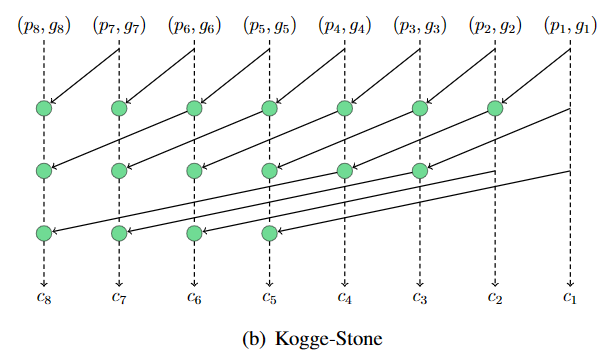 (p₈, g₈) (p₇, g₇) (p₆, g₆) (p₅, g₅) (p₄, g₄) (p₃, g₃) (p₂, g₂) (p₁, g₁)
c₈ c₇ c₆ c₅ c₄ c₃ c₂ c₁
(b) Kogge-Stone